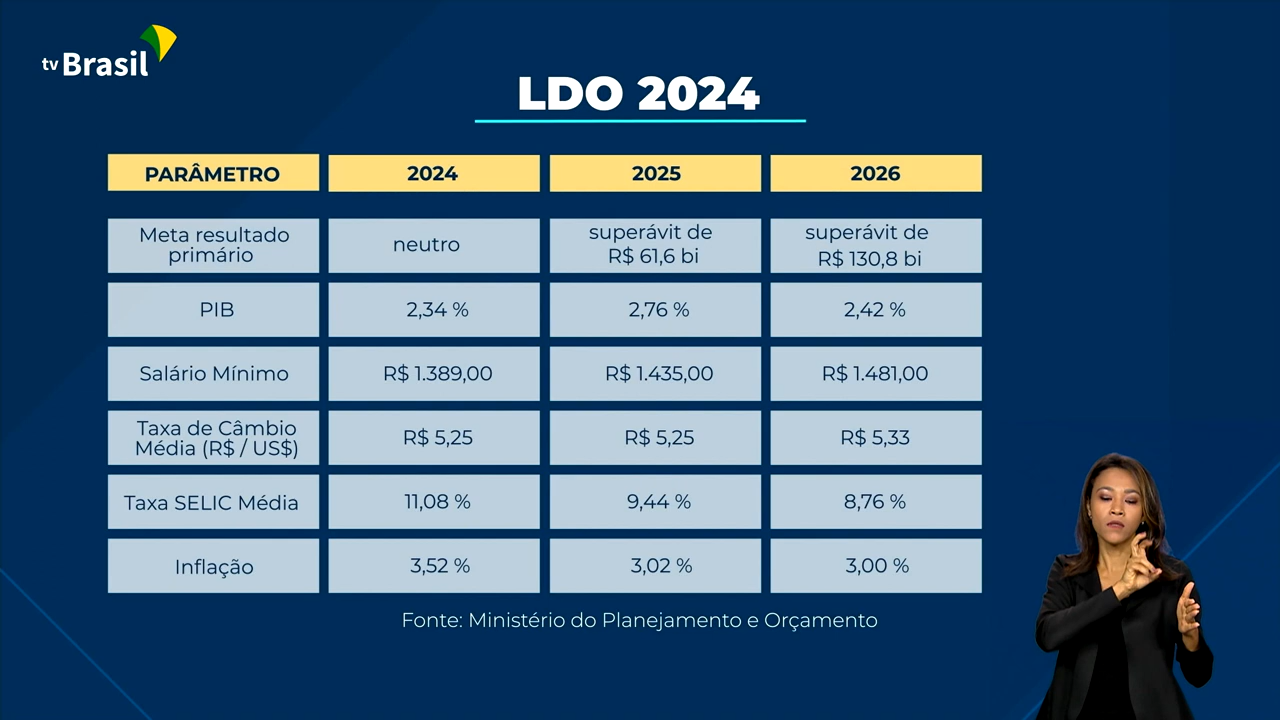 tv Brasil
LDO 2024
PARÂMETRO 2024 2025 2026
Meta resultado primário neutro superávit de R$ 61,6 bi superávit de R$ 130,8 bi
PIB 2,34 % 2,76 % 2,42 %
Salário Mínimo R$ 1.389,00 R$ 1.435,00 R$ 1.481,00
Taxa de Câmbio Média (R$ / US$) R$ 5,25 R$ 5,25 R$ 5,33
Taxa SELIC Média 11,08 % 9,44 % 8,76 %
Inflação 3,52 % 3,02 % 3,00 %
Fonte: Ministério do Planejamento e Orçamento